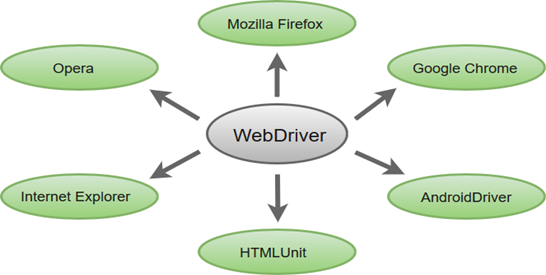 Mozilla Firefox
Opera
Google Chrome
WebDriver
Internet Explorer
AndroidDriver
HTMLUnit